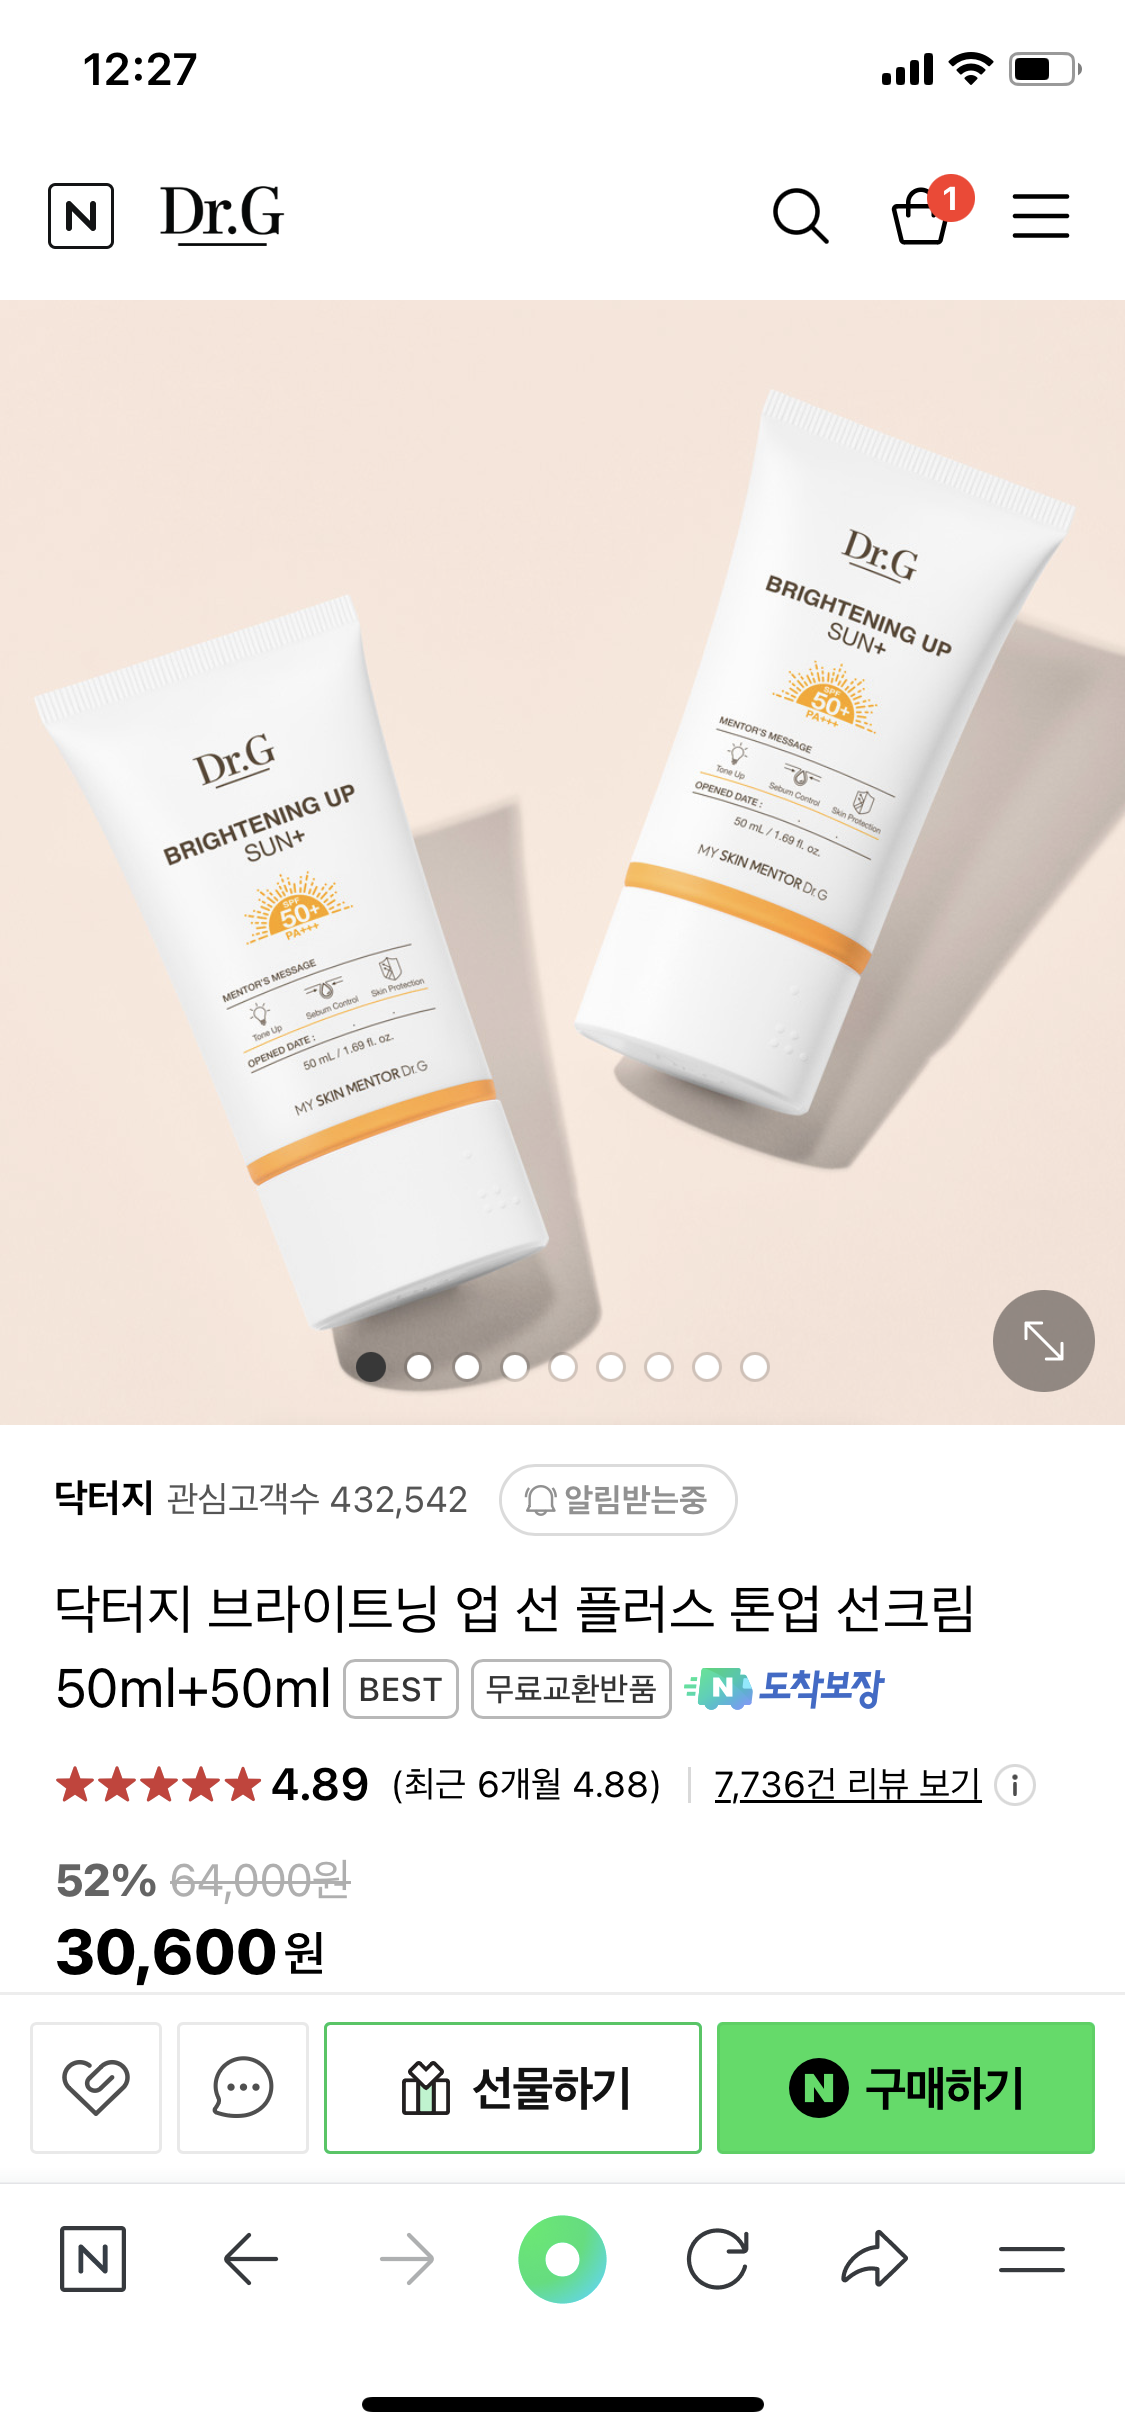 12:27
N Dr.G 1
Dr.G
BRIGHTENING UP
SUN+
SPF
50+
PA+++
MENTOR'S MESSAGE
Tone Up Sebum Control Skin Protection
OPENED DATE : . .
50 mL / 1.69 fl. oz.
MY SKIN MENTOR Dr.G
Dr.G
BRIGHTENING UP
SUN+
SPF
50+
PA+++
MENTOR'S MESSAGE
Tone Up Sebum Control Skin Protection
OPENED DATE : . .
50 mL / 1.69 fl. oz.
MY SKIN MENTOR Dr.G
닥터지 관심고객수 432,542 알림받는중
닥터지 브라이트닝 업 선 플러스 톤업 선크림
50ml+50ml BEST 무료교환반품 N 도착보장
4.89 (최근 6개월 4.88) 7,736건 리뷰 보기
52% 64,000원
30,600원
선물하기 N 구매하기
N